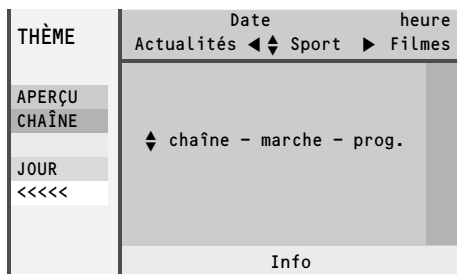 THÈME
Date heure
Actualités ◀ ♦ Sport ▶ Filmes
APERÇU
CHAÎNE
♦ chaîne – marche – prog.
JOUR
<<<<<
Info